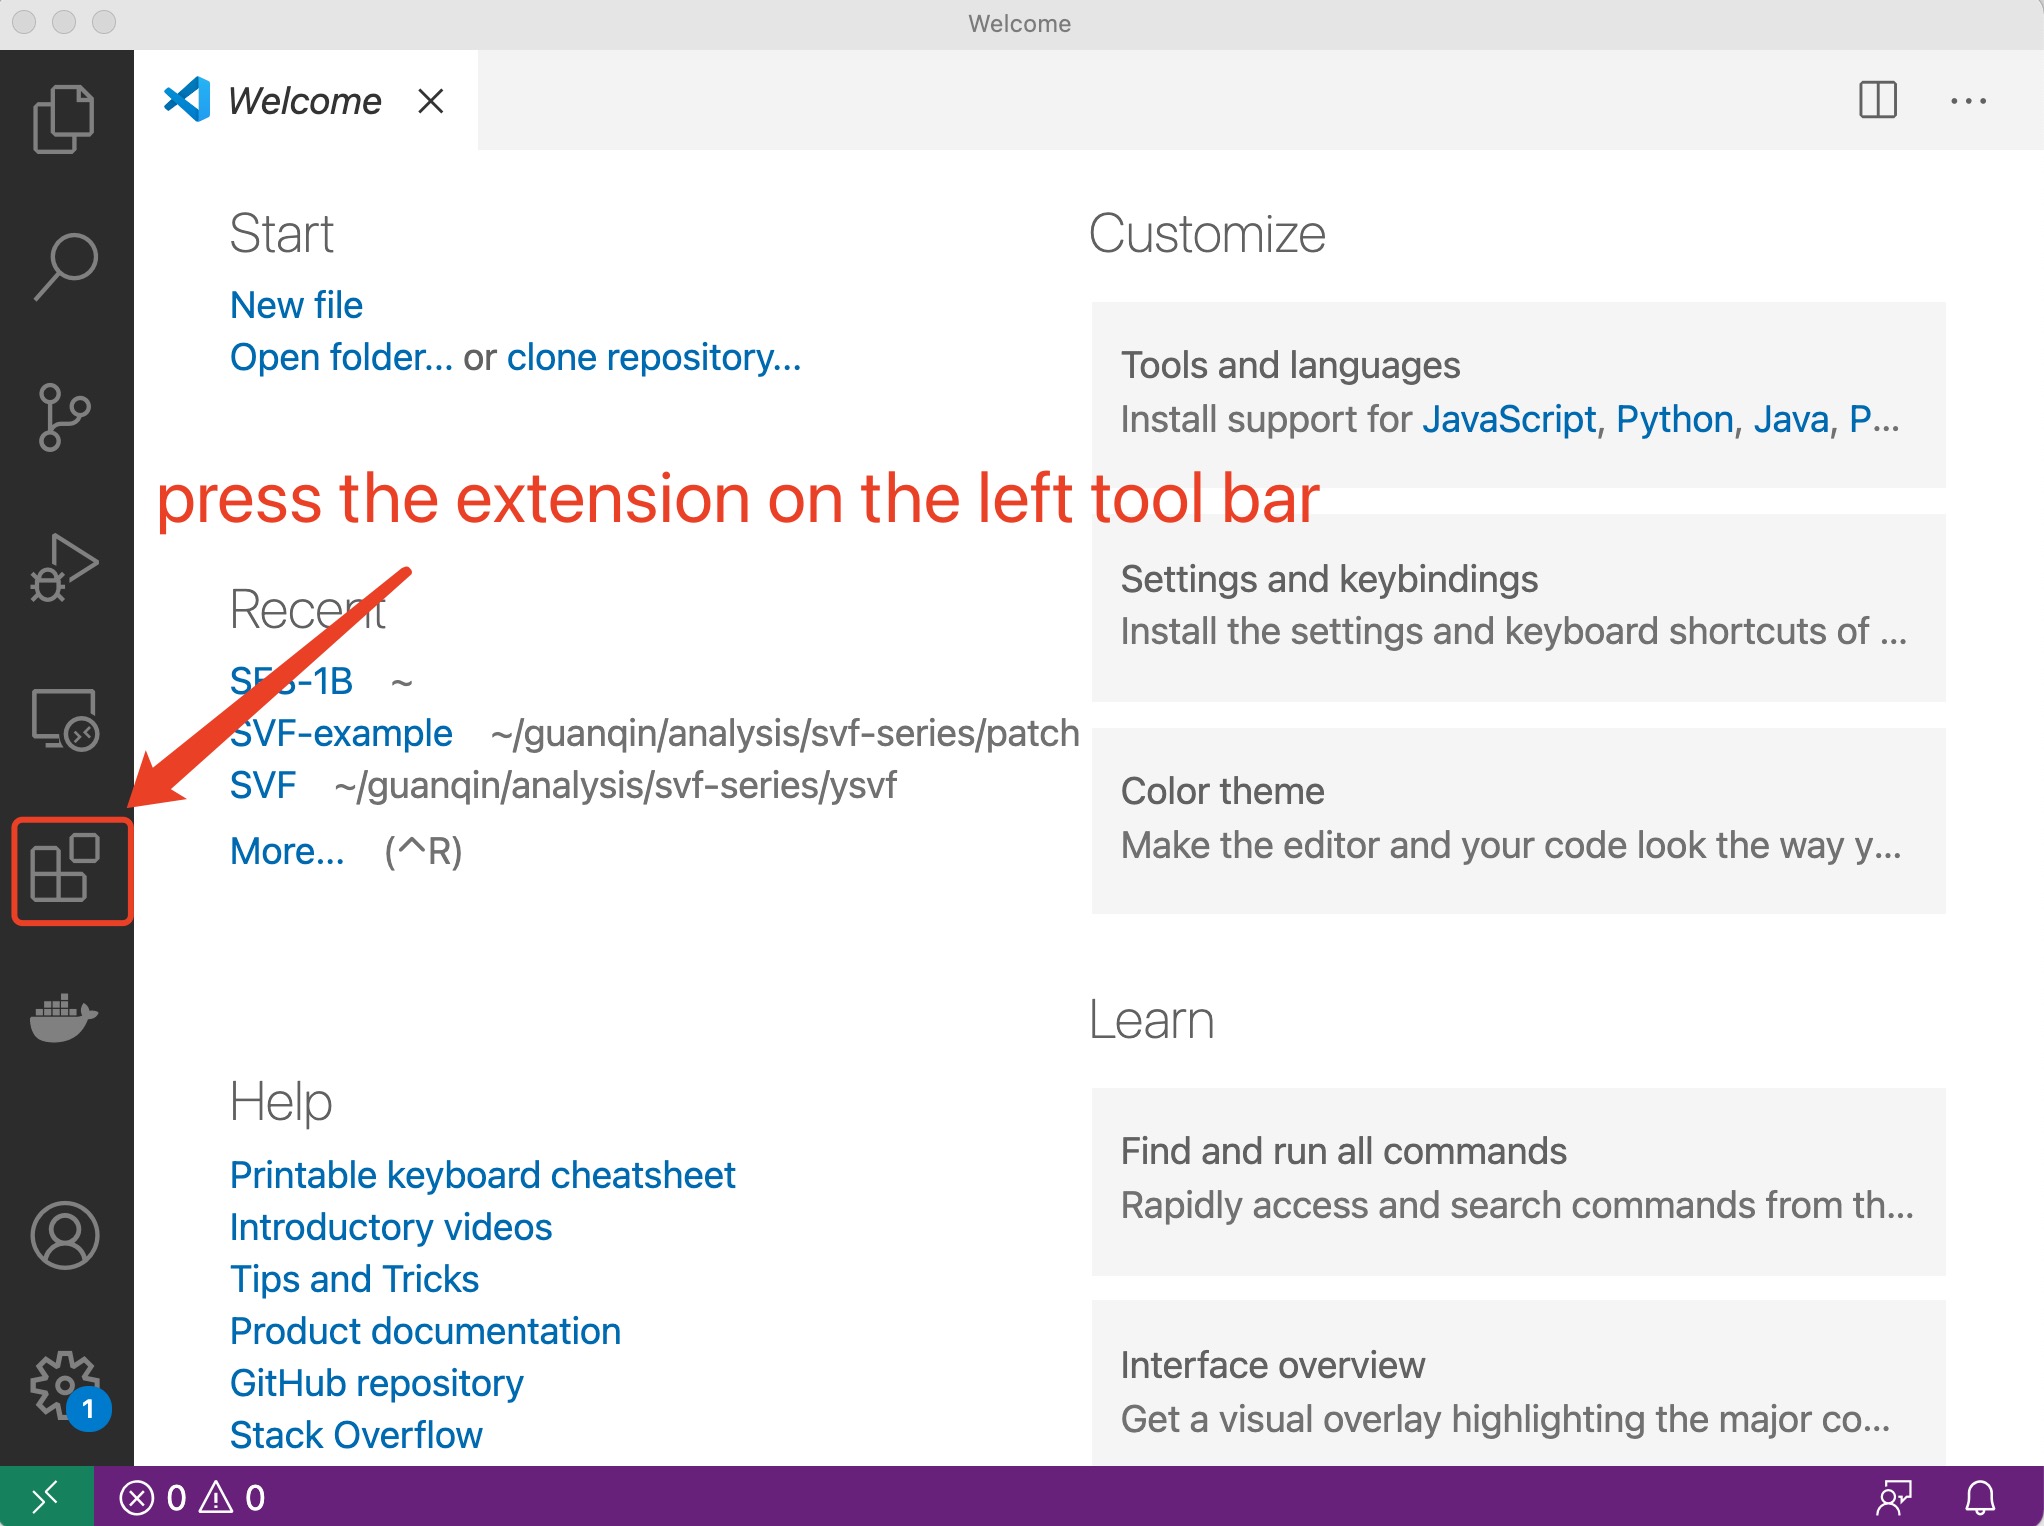 Welcome
Welcome
Start
New file
Open folder... or clone repository...
press the extension on the left tool bar
Recent
SES-1B ~
SVF-example ~/guanqin/analysis/svf-series/patch
SVF ~/guanqin/analysis/svf-series/ysvf
More... (^R)
Help
Printable keyboard cheatsheet
Introductory videos
Tips and Tricks
Product documentation
GitHub repository
Stack Overflow
Customize
Tools and languages
Install support for JavaScript, Python, Java, P...
Settings and keybindings
Install the settings and keyboard shortcuts of ...
Color theme
Make the editor and your code look the way y...
Learn
Find and run all commands
Rapidly access and search commands from th...
Interface overview
Get a visual overlay highlighting the major co...
1
0 0